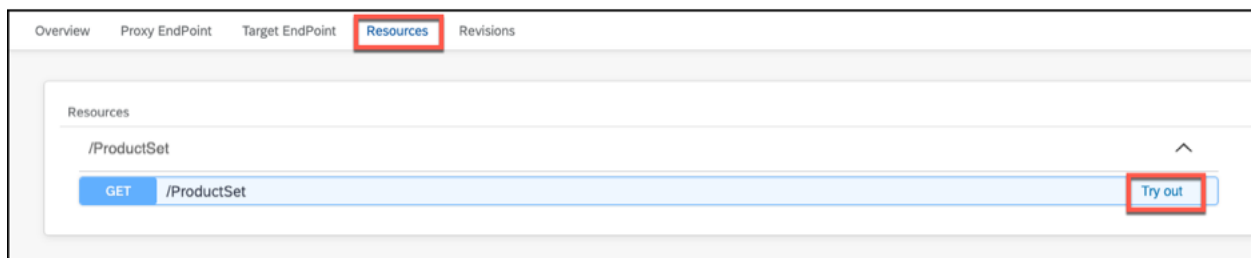 Overview Proxy EndPoint Target EndPoint Resources Revisions
Resources
/ProductSet
GET /ProductSet Try out